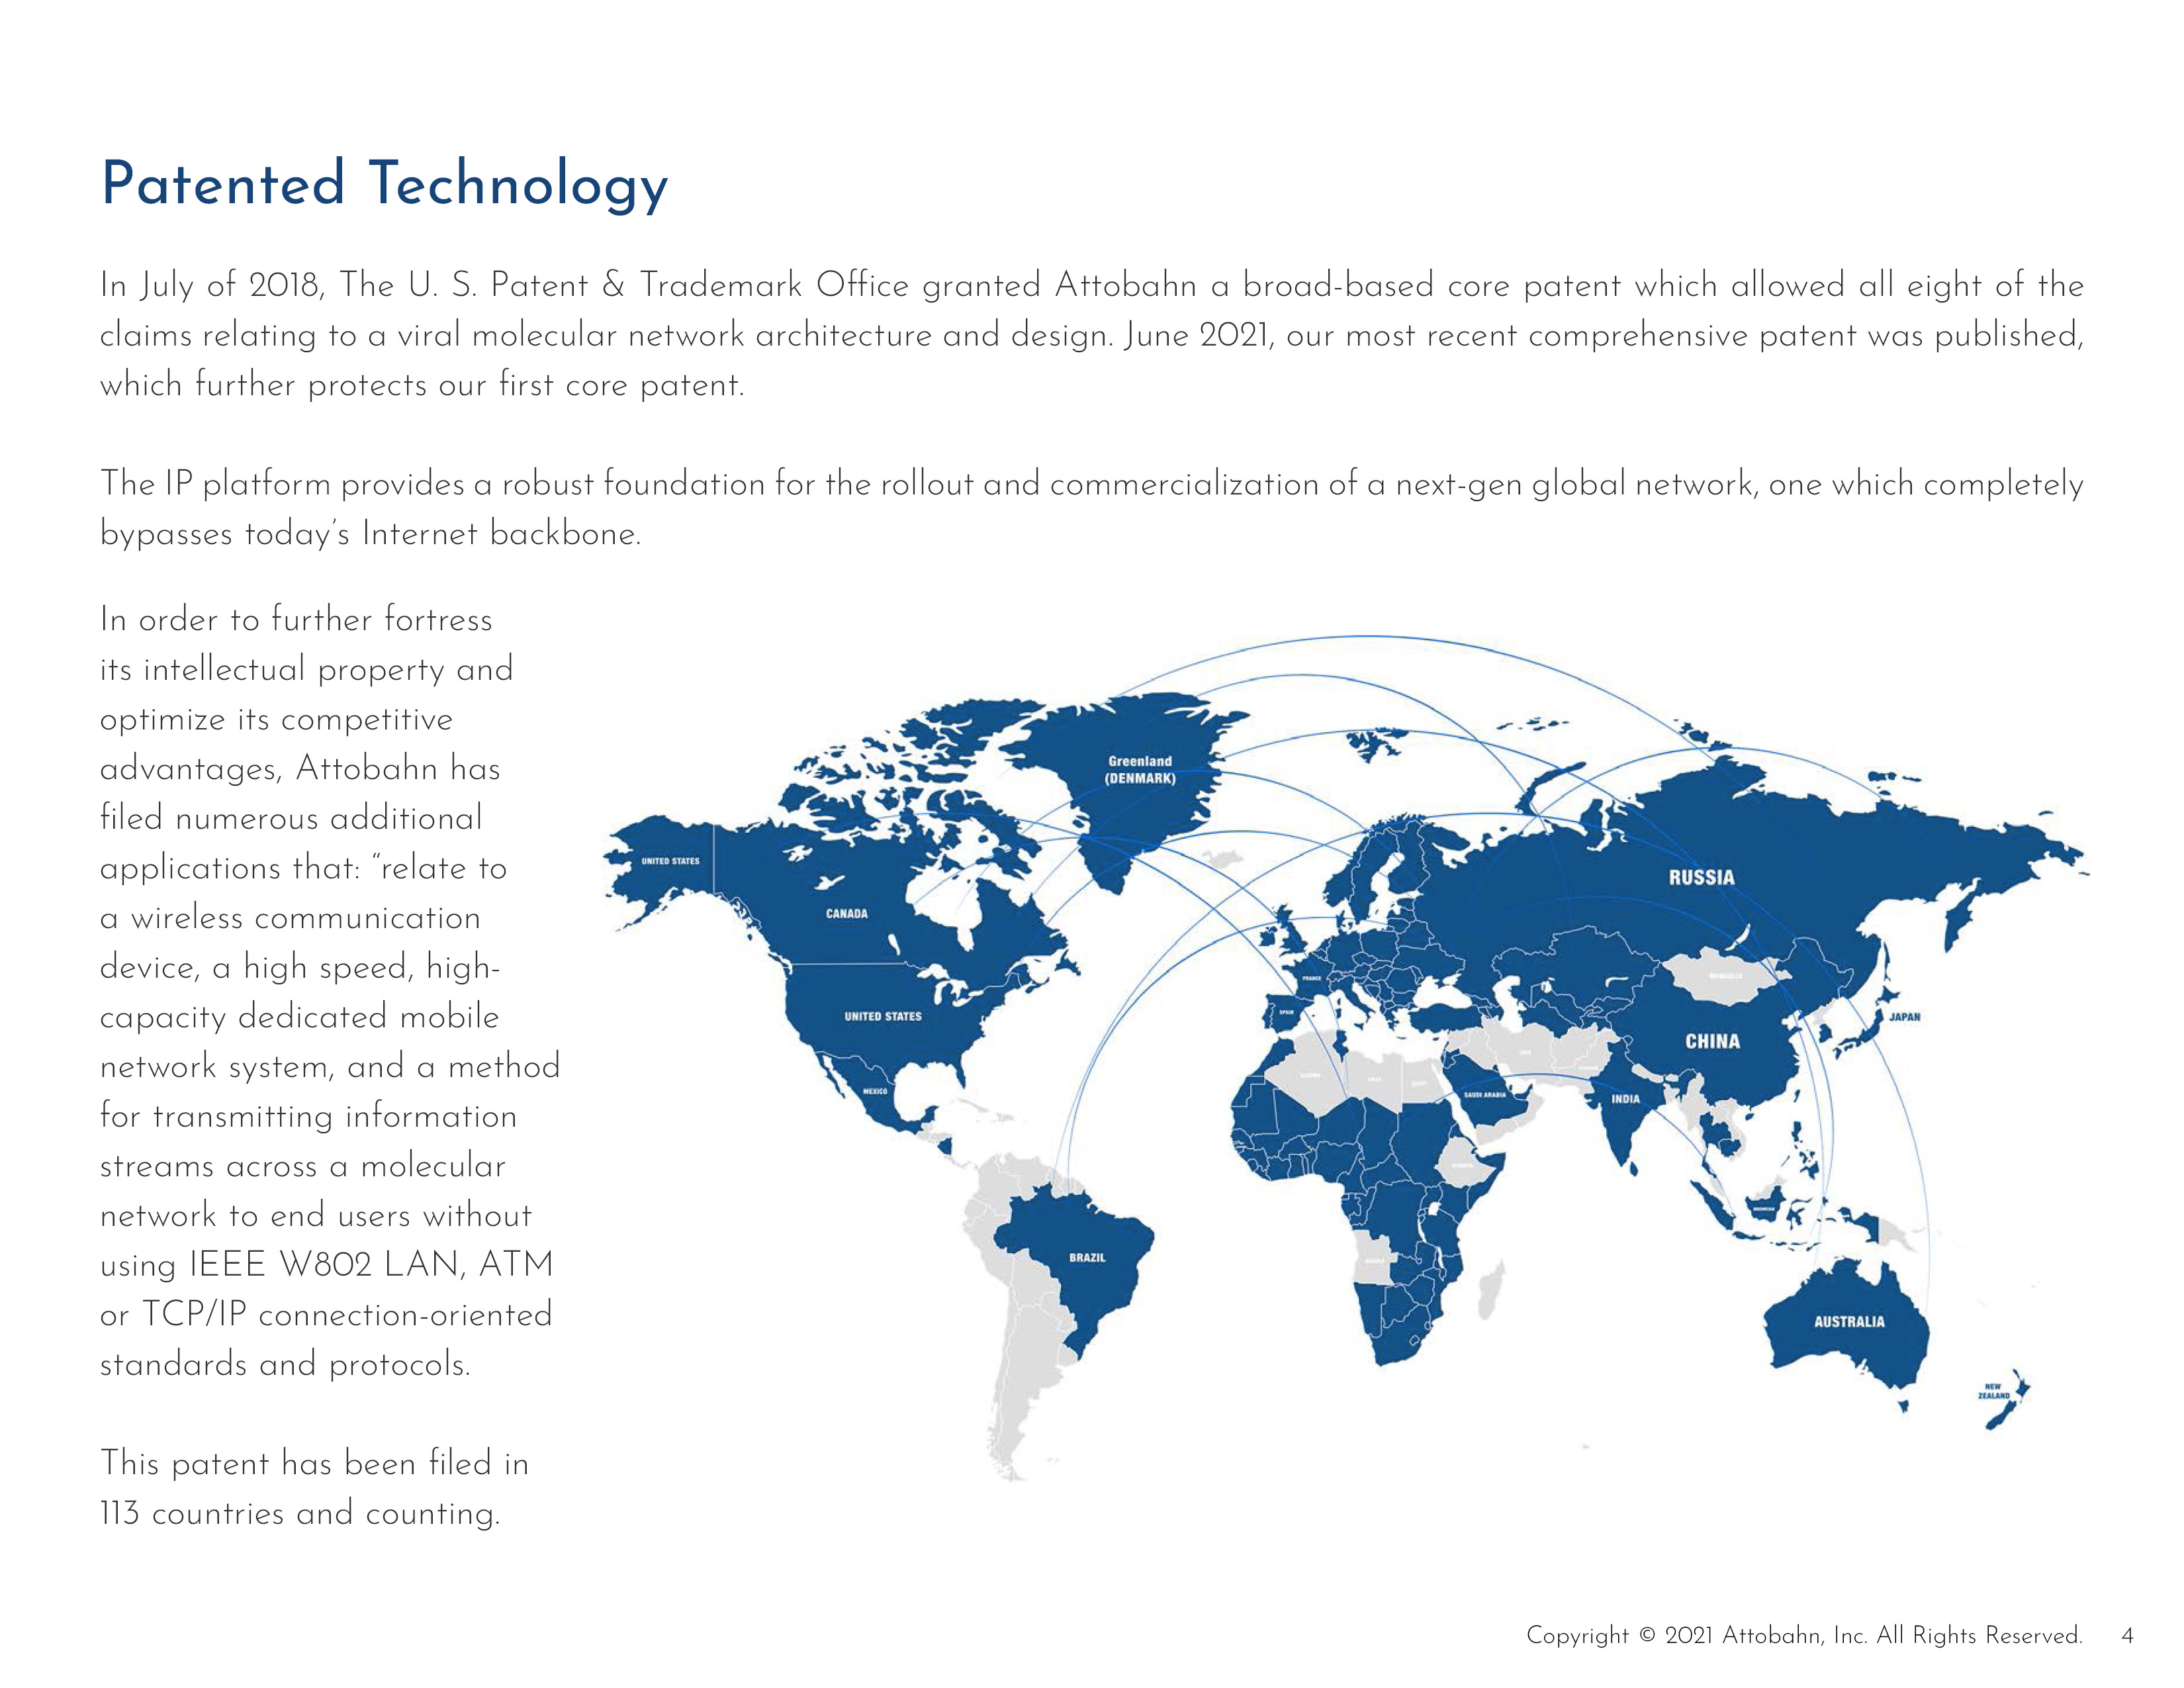 Patented Technology
In July of 2018, The U. S. Patent & Trademark Office granted Attobahn a broad-based core patent which allowed all eight of the
claims relating to a viral molecular network architecture and design. June 2021, our most recent comprehensive patent was published,
which further protects our first core patent.
The IP platform provides a robust foundation for the rollout and commercialization of a next-gen global network, one which completely
bypasses today's Internet backbone.
In order to further fortress
its intellectual property and
optimize its competitive
advantages, Attobahn has
filed numerous additional
applications that: “relate to
a wireless communication
device, a high speed, high-
capacity dedicated mobile
network system, and a method
for transmitting information
streams across a molecular
network to end users without
using IEEE W802 LAN, ATM
or TCP/IP connection-oriented
standards and protocols.
This patent has been filed in
113 countries and counting.
Greenland
(DENMARK)
UNITED STATES
RUSSIA
CANADA
FRANCE
MONGOLIA
SPAIN
UNITED STATES
JAPAN
CHINA
MEXICO
SAUDI ARABIA
INDIA
INDONESIA
BRAZIL
AUSTRALIA
NEW
ZEALAND
Copyright © 2021 Attobahn, Inc. All Rights Reserved.
4